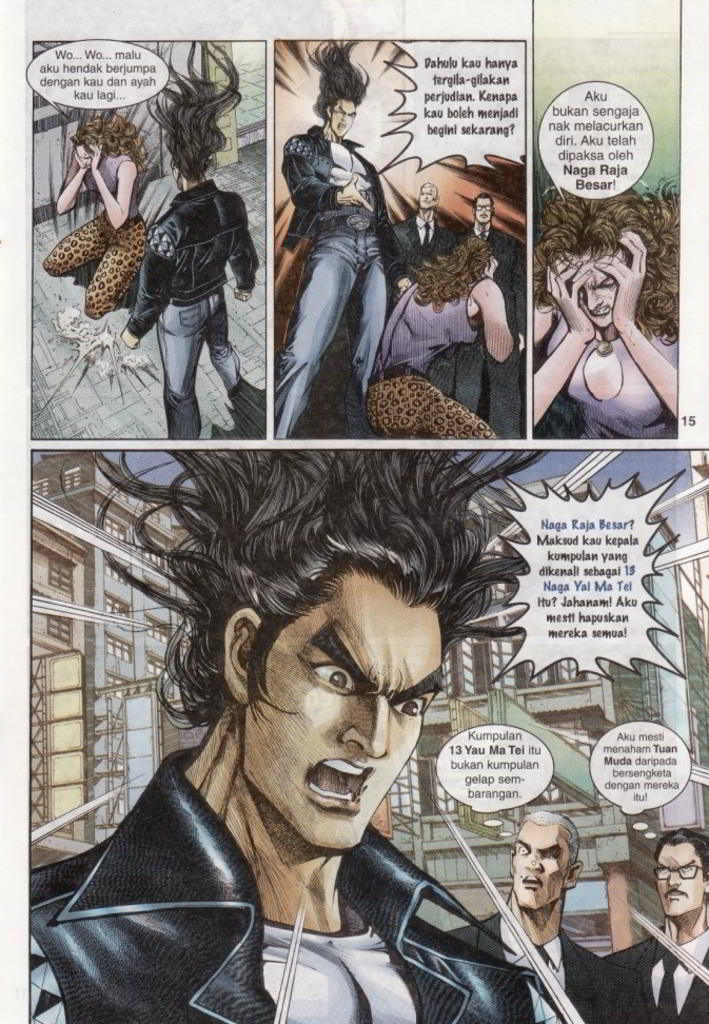 Wo... Wo... malu
aku hendak berjumpa
dengan kau dan ayah
kau lagi...
Dahulu kau hanya
tergila-gilakan
perjudian. Kenapa
kau boleh menjadi
begini sekarang?
Aku
bukan sengaja
nak melacurkan
diri. Aku telah
dipaksa oleh
Naga Raja
Besar!
15
Naga Raja Besar?
Maksud kau kepala
kumpulan yang
dikenali sebagai 13
Naga Yai Ma Tei
itu? Jahanam! Aku
mesti hapuskan
mereka semua!
Kumpulan
13 Yau Ma Tei itu
bukan kumpulan
gelap sem-
barangan.
Aku mesti
menaham Tuan
Muda daripada
bersengketa
dengan mereka
itu!